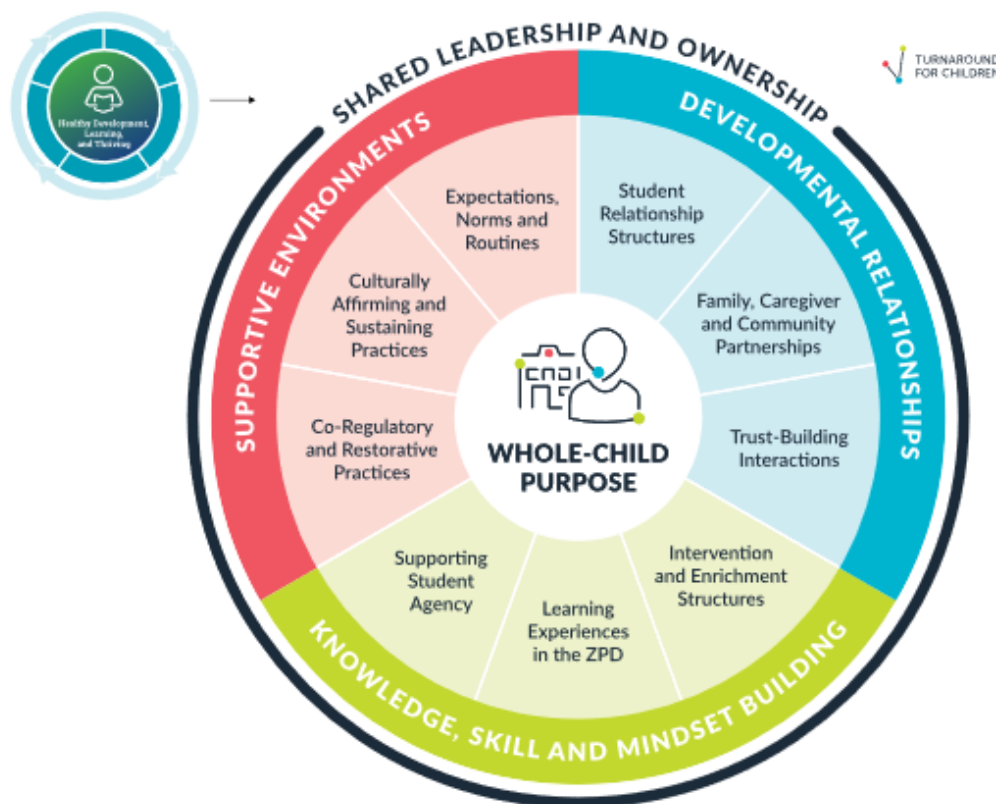 Healthy Development,
Learning,
and Thriving
SHARED LEADERSHIP AND OWNERSHIP
TURNAROUND
FOR CHILDREN
SUPPORTIVE ENVIRONMENTS
DEVELOPMENTAL RELATIONSHIPS
Expectations,
Norms and
Routines
Student
Relationship
Structures
Culturally
Affirming and
Sustaining
Practices
Family, Caregiver
and Community
Partnerships
Co-Regulatory
and Restorative
Practices
Trust-Building
Interactions
WHOLE-CHILD
PURPOSE
Supporting
Student
Agency
Learning
Experiences
in the ZPD
Intervention
and Enrichment
Structures
KNOWLEDGE, SKILL AND MINDSET BUILDING